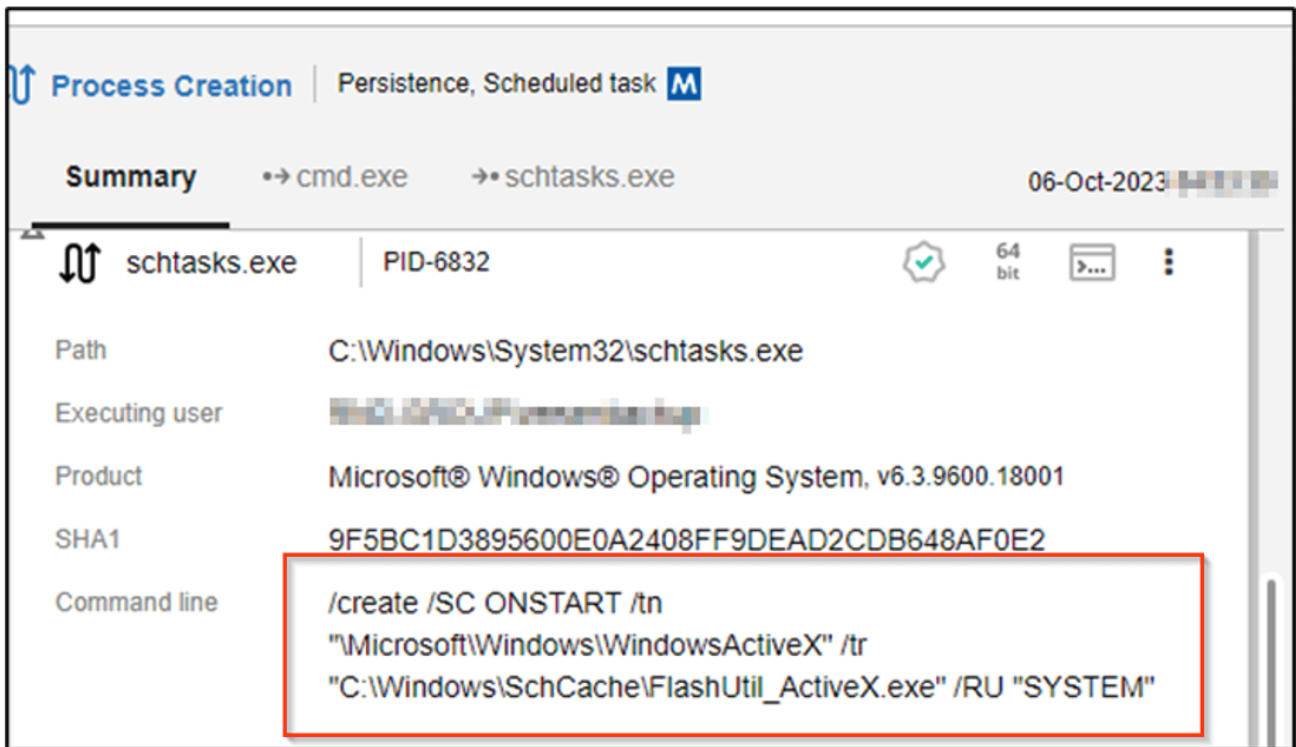 Process Creation Persistence, Scheduled task M
Summary cmd.exe schtasks.exe 06-Oct-2023
schtasks.exe PID-6832 64 bit >...
Path C:\Windows\System32\schtasks.exe
Executing user
Product Microsoft® Windows® Operating System, v6.3.9600.18001
SHA1 9F5BC1D3895600E0A2408FF9DEAD2CDB648AF0E2
Command line /create /SC ONSTART /tn
"\Microsoft\Windows\WindowsActiveX" /tr
"C:\Windows\SchCache\FlashUtil_ActiveX.exe" /RU "SYSTEM"